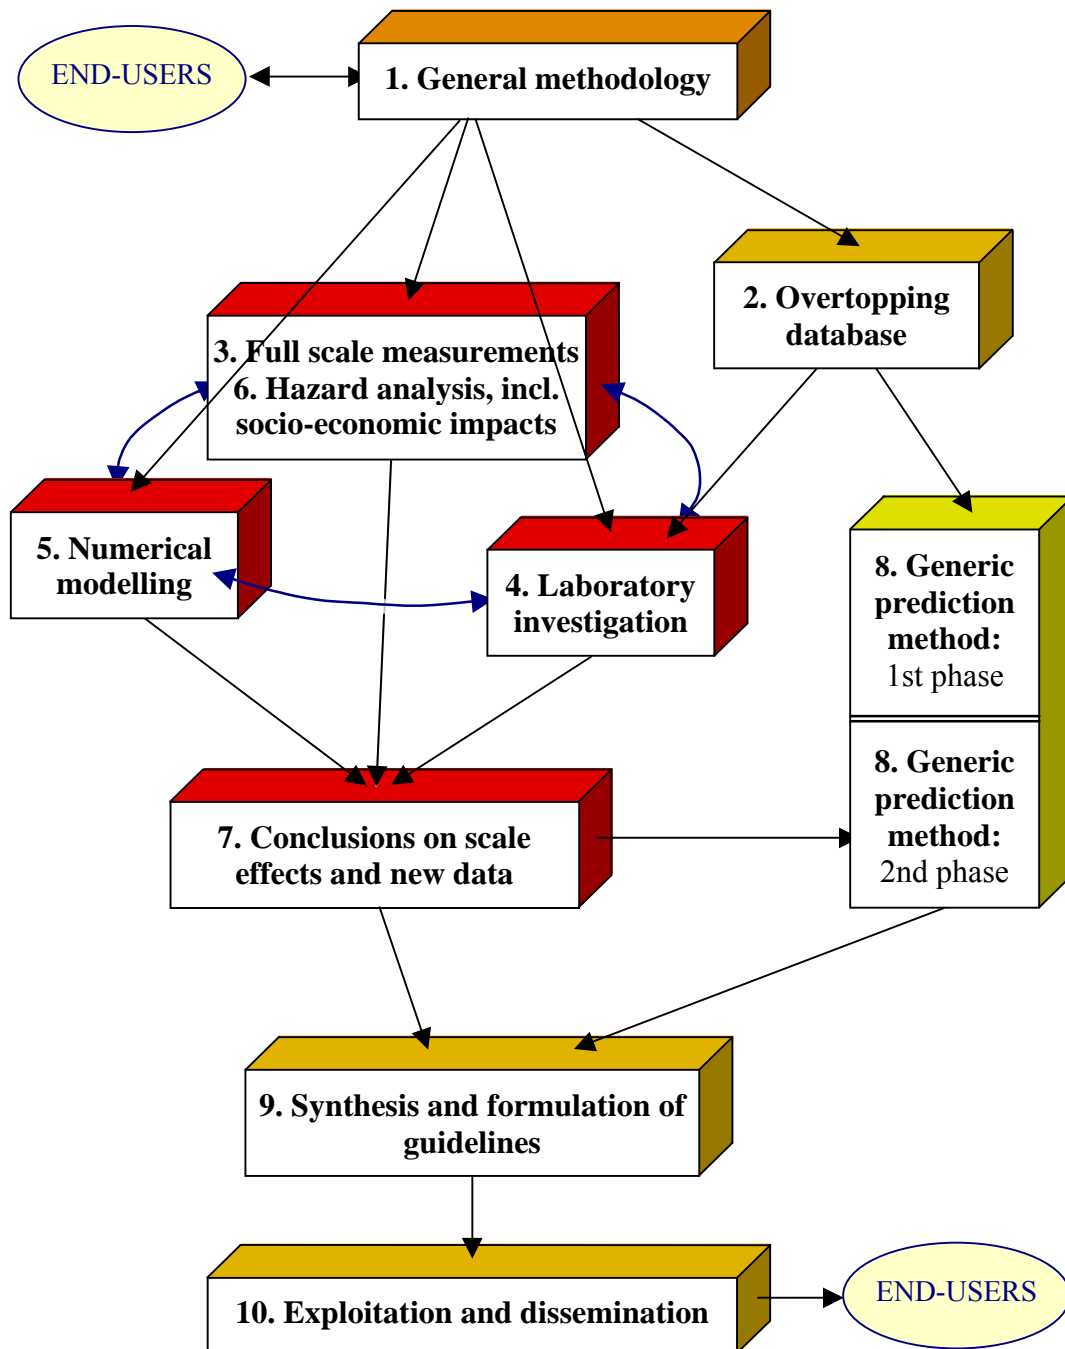 END-USERS
1. General methodology
2. Overtopping
database
3. Full scale measurements
6. Hazard analysis, incl.
socio-economic impacts
5. Numerical
modelling
4. Laboratory
investigation
8. Generic
prediction
method:
1st phase
8. Generic
prediction
method:
2nd phase
7. Conclusions on scale
effects and new data
9. Synthesis and formulation of
guidelines
10. Exploitation and dissemination
END-USERS